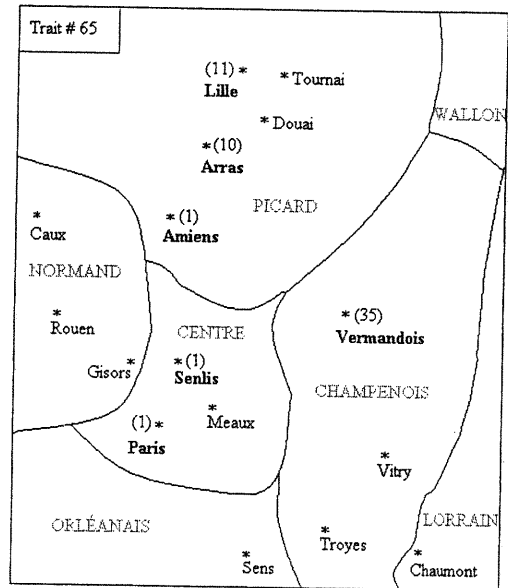 Trait # 65
(11) * * Tournai
Lille
* Douai
WALLON
* (10)
Arras
* (1)
Amiens
PICARD
*
Caux
NORMAND
*
Rouen
CENTRE
* (35)
Vermandois
Gisors *
* (1)
Senlis
CHAMPENOIS
*
Meaux
(1) *
Paris
*
Vitry
ORLÉANAIS
LORRAIN
*
Troyes
*
Sens
*
Chaumont